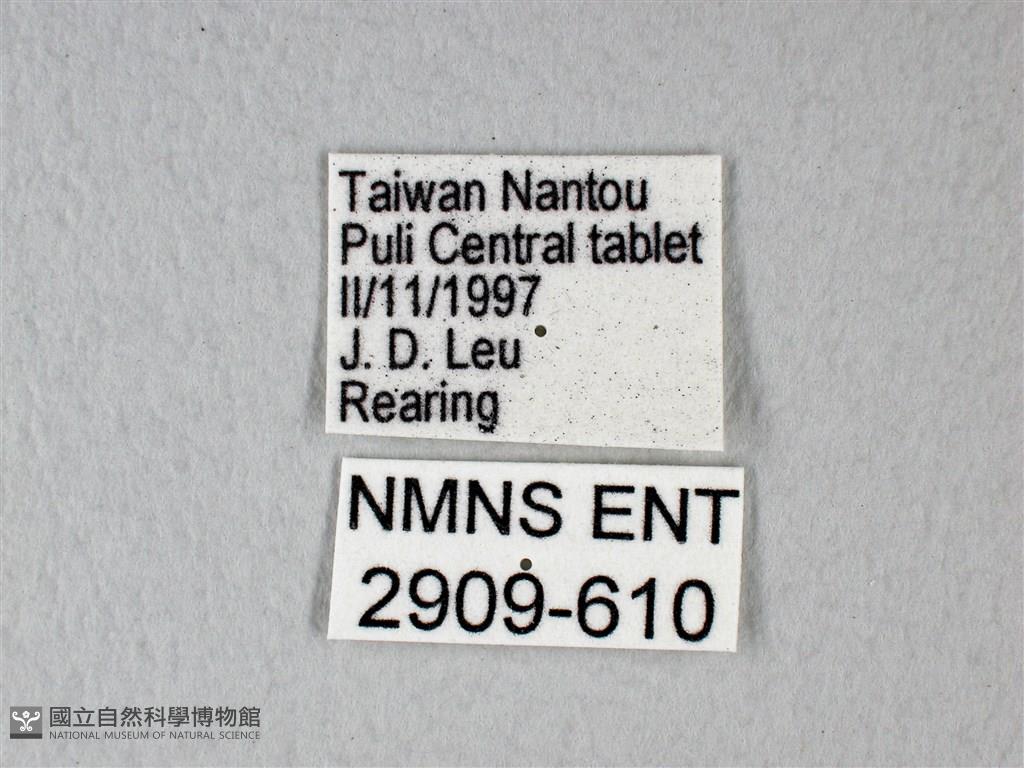 Taiwan Nantou
Puli Central tablet
II/11/1997
J. D. Leu
Rearing
NMNS ENT
2909-610
國立自然科學博物館
NATIONAL MUSEUM OF NATURAL SCIENCE